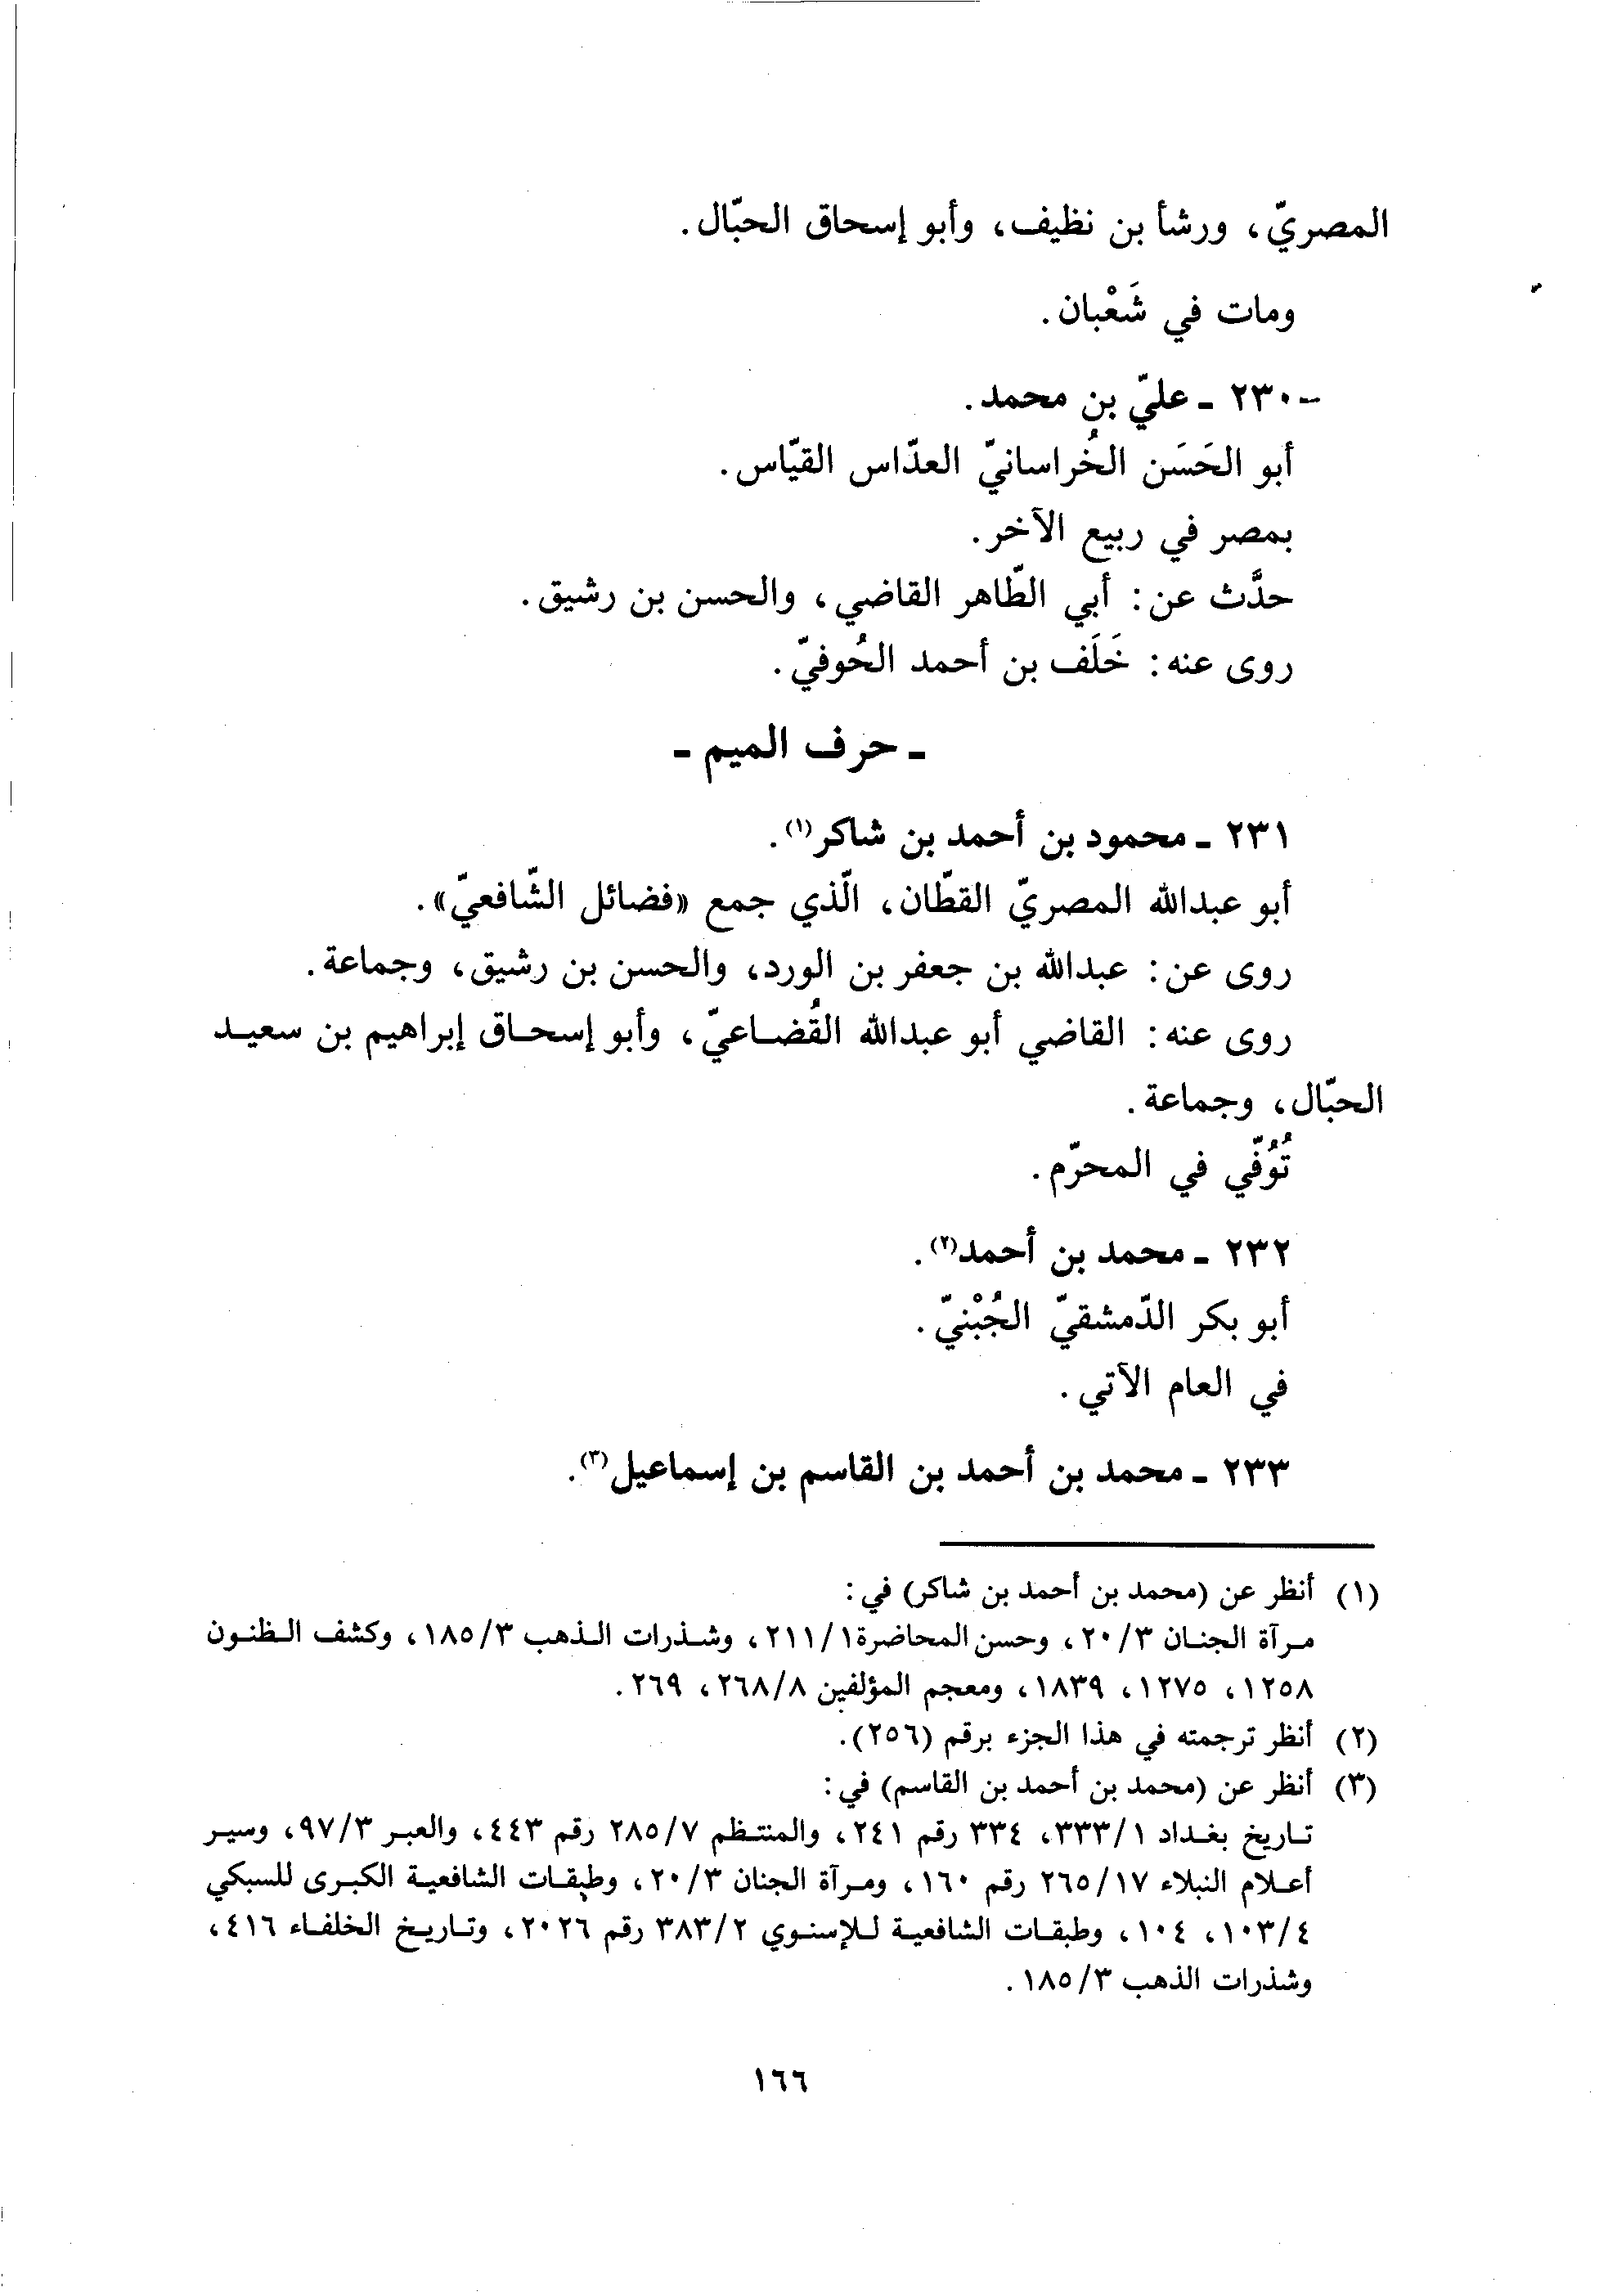 المصريّ، ورشأ بن نظيف، وأبو إسحاق الحبّال.
ومات في شَعْبان.
٢٣٠ ـ عليّ بن محمد.
أبو الحَسَن الخُراسانيّ العدّاس القيّاس.
بمصر في ربيع الآخر.
حدَّث عن: أبي الطّاهر القاضي، والحسن بن رشيق.
روى عنه: خَلَف بن أحمد الحُوفيّ.
ـ حرف الميم ـ
٢٣١ ـ محمود بن أحمد بن شاكر(١).
أبو عبدالله المصريّ القطّان، الّذي جمع «فضائل الشّافعيّ».
روى عن: عبدالله بن جعفر بن الورد، والحسن بن رشيق، وجماعة.
روى عنه: القاضي أبو عبدالله القُضاعيّ، وأبو إسحاق إبراهيم بن سعيد
الحبّال، وجماعة.
تُوُفّي في المحرّم.
٢٣٢ ـ محمد بن أحمد(٢).
أبو بكر الدّمشقيّ الجُبْنيّ.
في العام الآتي.
٢٣٣ ـ محمد بن أحمد بن القاسم بن إسماعيل(٣).
(١) أنظر عن (محمد بن أحمد بن شاكر) في:
مرآة الجنان ٢٠/٣، وحسن المحاضرة ٢١١/١، وشذرات الذهب ١٨٥/٣، وكشف الظنون
١٢٥٨، ١٢٧٥، ١٨٣٩، ومعجم المؤلفين ٢٦٨/٨، ٢٦٩.
(٢) أنظر ترجمته في هذا الجزء برقم (٢٥٦).
(٣) أنظر عن (محمد بن أحمد بن القاسم) في:
تاريخ بغداد ٣٣٣/١، ٣٣٤ رقم ٢٤١، والمنتظم ٢٨٥/٧ رقم ٤٤٣، والعبر ٩٧/٣، وسير
أعلام النبلاء ٢٦٥/١٧ رقم ١٦٠، ومرآة الجنان ٢٠/٣، وطبقات الشافعية الكبرى للسبكي
١٠٣/٤، ١٠٤، وطبقات الشافعية للإسنوي ٣٨٣/٢ رقم ٢٠٢٦، وتاريخ الخلفاء ٤١٦،
وشذرات الذهب ١٨٥/٣.
١٦٦